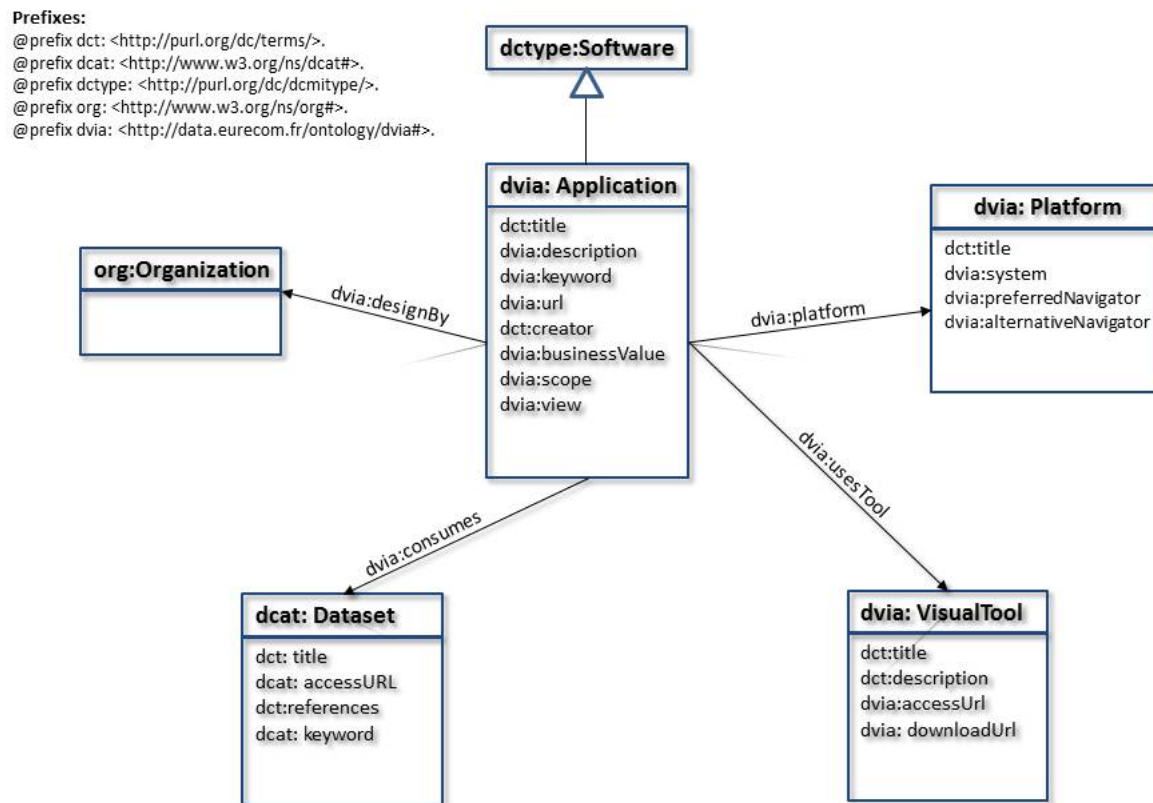 Prefixes:
@prefix dct: <http://purl.org/dc/terms/>.
@prefix dcat: <http://www.w3.org/ns/dcat#>.
@prefix dctype: <http://purl.org/dc/dcmitype/>.
@prefix org: <http://www.w3.org/ns/org#>.
@prefix dvia: <http://data.eurecom.fr/ontology/dvia#>.
dctype:Software
dvia: Application
dct:title
dvia:description
dvia:keyword
dvia:url
dct:creator
dvia:businessValue
dvia:scope
dvia:view
dvia: Platform
dct:title
dvia:system
dvia:preferredNavigator
dvia:alternativeNavigator
org:Organization
dvia:designBy
dvia:platform
dvia:usesTool
dvia:consumes
dcat: Dataset
dct: title
dcat: accessURL
dct:references
dcat: keyword
dvia: VisualTool
dct:title
dct:description
dvia:accessUrl
dvia: downloadUrl